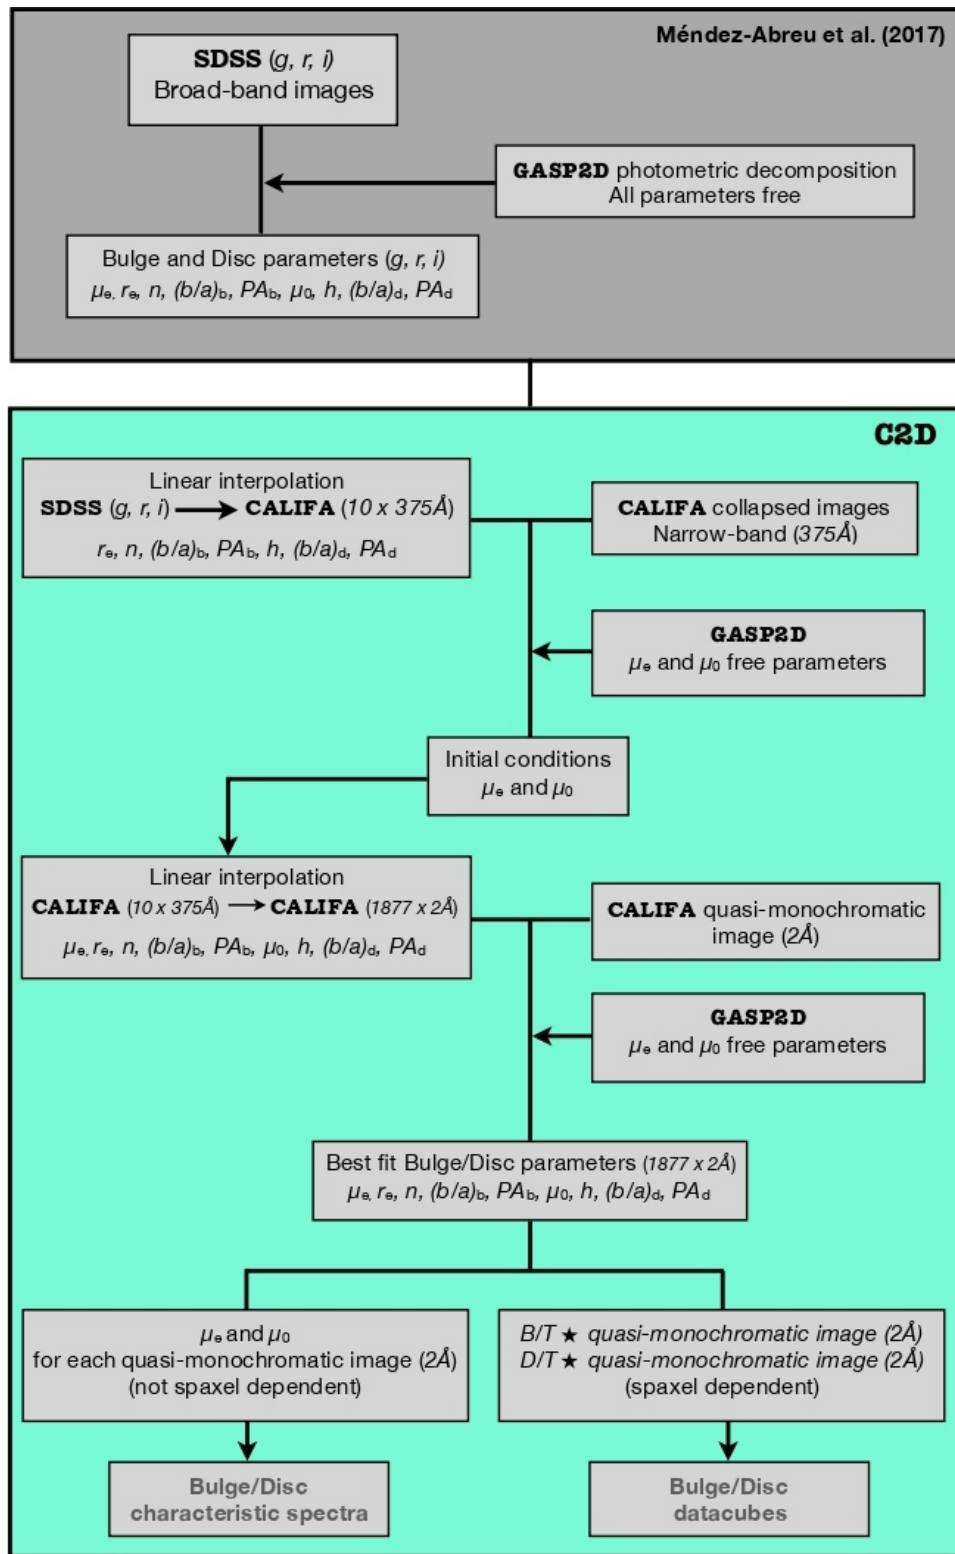 Méndez-Abreu et al. (2017)
SDSS (g, r, i)
Broad-band images
GASP2D photometric decomposition
All parameters free
Bulge and Disc parameters (g, r, i)
μₑ, rₑ, n, (b/a)b, PAb, μ₀, h, (b/a)d, PAd
C2D
Linear interpolation
SDSS (g, r, i) → CALIFA (10 x 375Å)
rₑ, n, (b/a)b, PAb, h, (b/a)d, PAd
CALIFA collapsed images
Narrow-band (375Å)
GASP2D
μₑ and μ₀ free parameters
Initial conditions
μₑ and μ₀
Linear interpolation
CALIFA (10 x 375Å) → CALIFA (1877 x 2Å)
μₑ, rₑ, n, (b/a)b, PAb, μ₀, h, (b/a)d, PAd
CALIFA quasi-monochromatic
image (2Å)
GASP2D
μₑ and μ₀ free parameters
Best fit Bulge/Disc parameters (1877 x 2Å)
μₑ, rₑ, n, (b/a)b, PAb, μ₀, h, (b/a)d, PAd
μₑ and μ₀
for each quasi-monochromatic image (2Å)
(not spaxel dependent)
B/T ★ quasi-monochromatic image (2Å)
D/T ★ quasi-monochromatic image (2Å)
(spaxel dependent)
Bulge/Disc
characteristic spectra
Bulge/Disc
datacubes